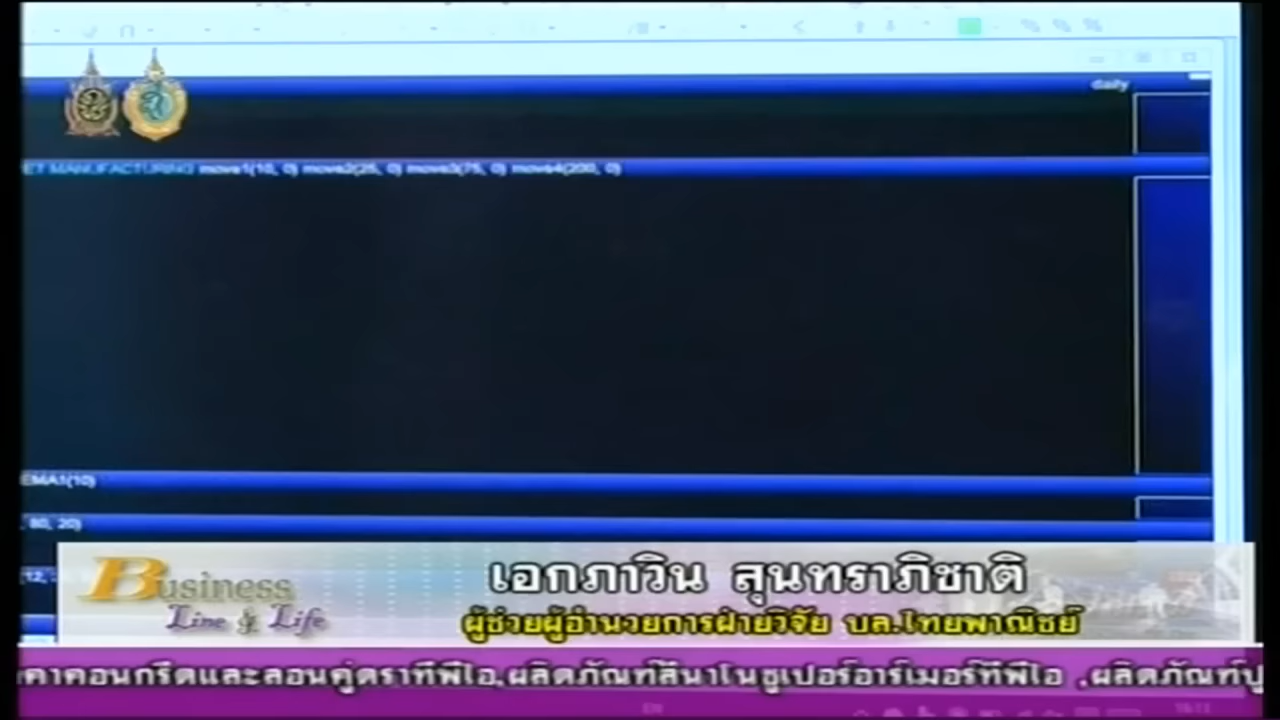 daily
ET MANUFACTURING move1(10, 0) move2(25, 0) move3(75, 0) move4(200, 0)
EMA1(10)
, 80, 20)
Business
Line & Life
เอกภาวิน สุนทราภิชาติ
ผู้ช่วยผู้อำนวยการฝ่ายวิจัย บล.ไทยพาณิชย์
คาคอนกรีตและลอนคู่ตราทีพีไอ,ผลิตภัณฑ์สีนาโนซูเปอร์อาร์เมอร์ทีพีไอ ,ผลิตภัณฑ์ปู
EN